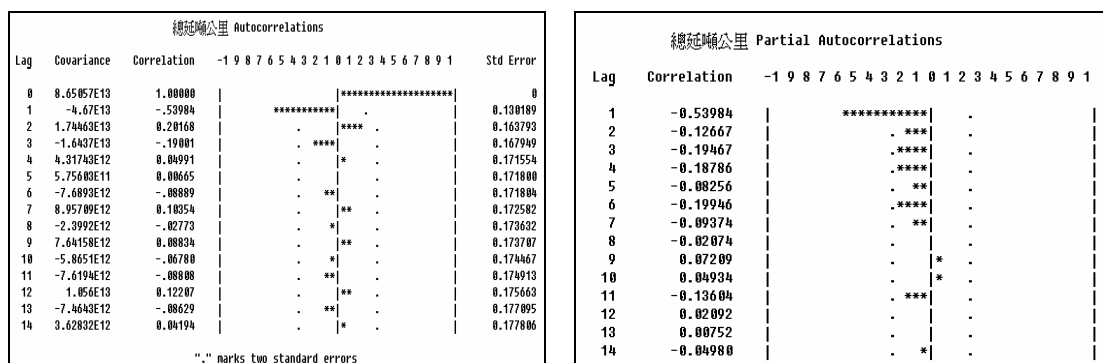 總延噸公里 Autocorrelations
Lag Covariance Correlation -1 9 8 7 6 5 4 3 2 1 0 1 2 3 4 5 6 7 8 9 1 Std Error
0 8.65057E13 1.00000 | |********************| 0
1 -4.67E13 -.53984 | ***********| . | 0.130189
2 1.74463E13 0.20168 | . |**** . | 0.163793
3 -1.6437E13 -.19001 | . ****| . | 0.167949
4 4.31743E12 0.04991 | . |* . | 0.171554
5 5.75603E11 0.00665 | . | . | 0.171800
6 -7.6893E12 -.08889 | . **| . | 0.171804
7 8.95709E12 0.10354 | . |** . | 0.172582
8 -2.3992E12 -.02773 | . *| . | 0.173632
9 7.64158E12 0.08834 | . |** . | 0.173707
10 -5.8651E12 -.06780 | . *| . | 0.174467
11 -7.6194E12 -.08808 | . **| . | 0.174913
12 1.056E13 0.12207 | . |** . | 0.175663
13 -7.4643E12 -.08629 | . **| . | 0.177095
14 3.62832E12 0.04194 | . |* . | 0.177806
"." marks two standard errors
總延噸公里 Partial Autocorrelations
Lag Correlation -1 9 8 7 6 5 4 3 2 1 0 1 2 3 4 5 6 7 8 9 1
1 -0.53984 | ***********| . |
2 -0.12667 | . ***| . |
3 -0.19467 | .****| . |
4 -0.18786 | .****| . |
5 -0.08256 | . **| . |
6 -0.19946 | .****| . |
7 -0.09374 | . **| . |
8 -0.02074 | . | . |
9 0.07209 | . |* . |
10 0.04934 | . |* . |
11 -0.13604 | . ***| . |
12 0.02092 | . | . |
13 0.00752 | . | . |
14 -0.04980 | . *| . |